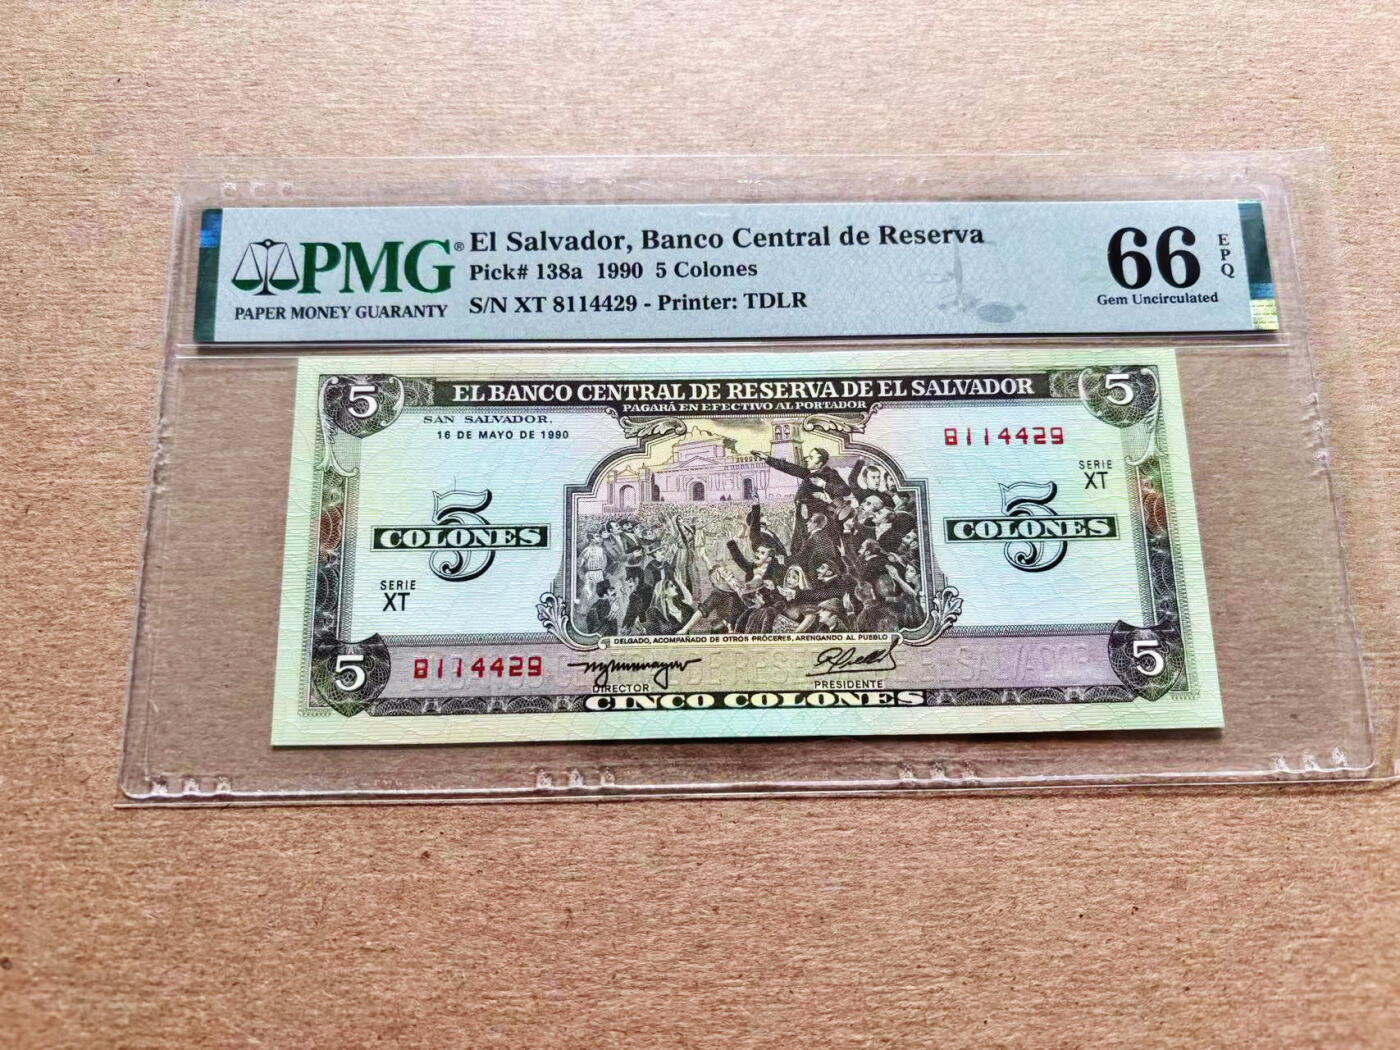 PMG®
PAPER MONEY GUARANTY
El Salvador, Banco Central de Reserva
Pick# 138a 1990 5 Colones
S/N XT 8114429 - Printer: TDLR
66
EPQ
Gem Uncirculated
5
EL BANCO CENTRAL DE RESERVA DE EL SALVADOR
5
PAGARÁ EN EFECTIVO AL PORTADOR
SAN SALVADOR,
16 DE MAYO DE 1990
8114429
SERIE
XT
5
COLONES
5
COLONES
SERIE
XT
DELGADO, ACOMPAÑADO DE OTROS PRÓCERES, ARENGANDO AL PUEBLO
5
8114429
DIRECTOR
PRESIDENTE
5
CINCO COLONES